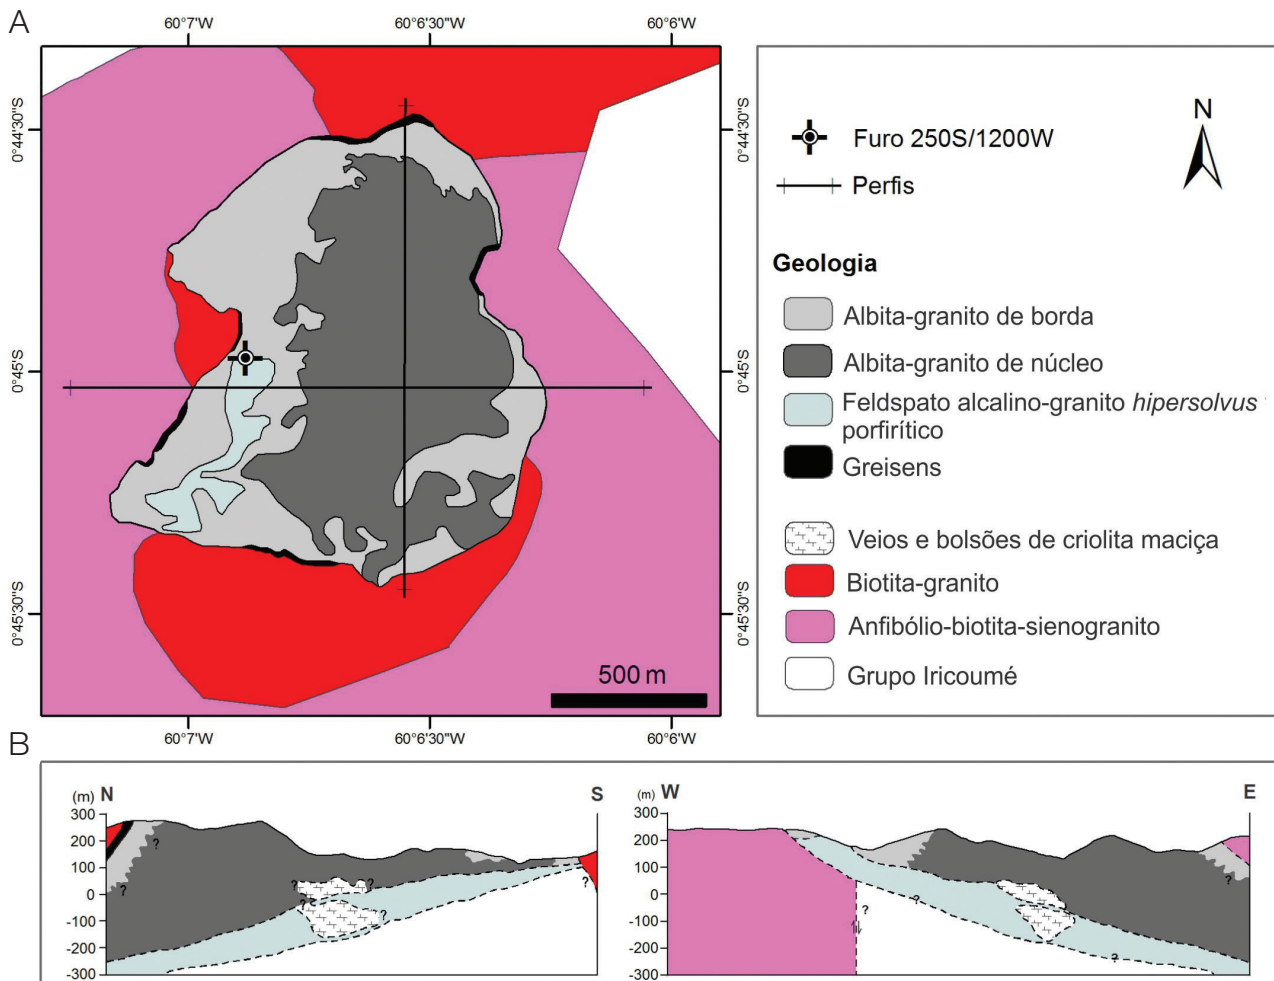 A
60°7'W
60°6'30"W
60°6'W
0°44'30"S
0°44'30"S
0°45'S
0°45'S
0°45'30"S
0°45'30"S
500 m
60°7'W
60°6'30"W
60°6'W
N
Furo 250S/1200W
Perfis
Geologia
Albita-granito de borda
Albita-granito de núcleo
Feldspato alcalino-granito hipersolvus
porfirítico
Greisens
Veios e bolsões de criolita maciça
Biotita-granito
Anfibólio-biotita-sienogranito
Grupo Iricoumé
B
(m) N S
300
200
100
0
-100
-200
-300
? ? ? ? ? ? ?
(m) W E
300
200
100
0
-100
-200
-300
? ? ? ?